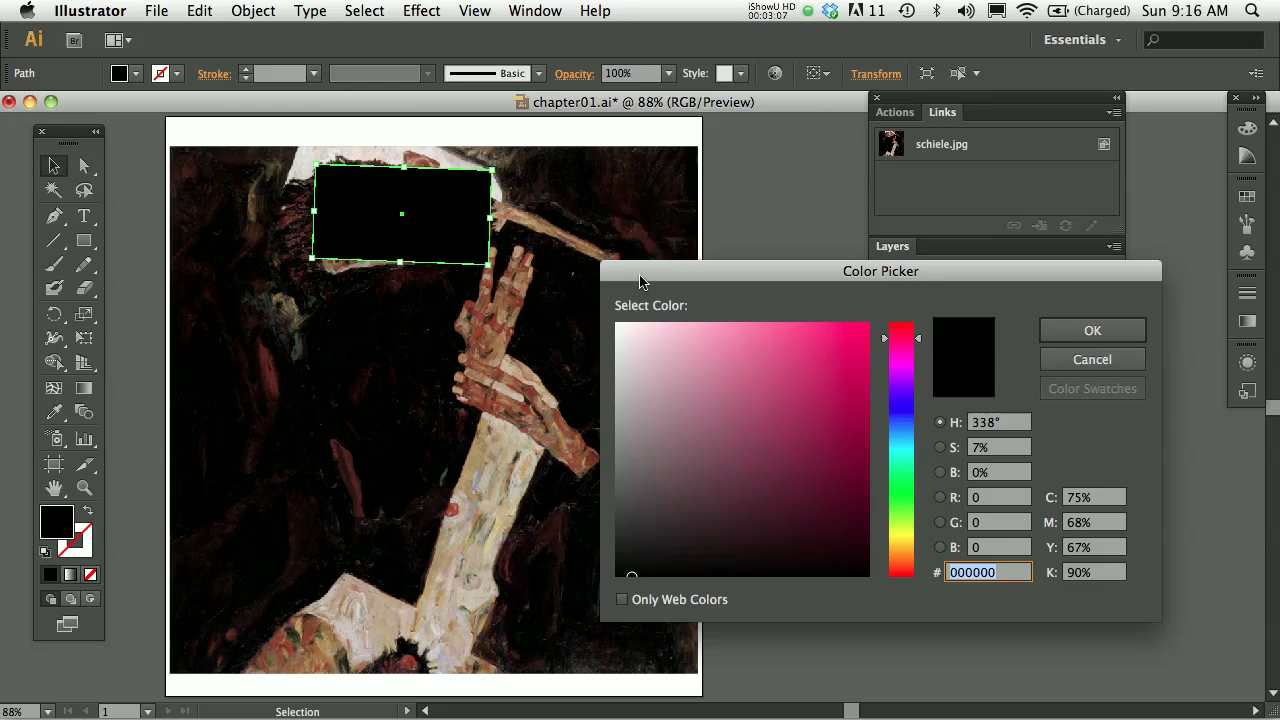 Illustrator File Edit Object Type Select Effect View Window Help
iShowU HD
00:03:07
11
(Charged) Sun 9:16 AM
Ai Br Essentials
Path Stroke: Basic Opacity: 100% Style: Transform
chapter01.ai* @ 88% (RGB/Preview)
Actions Links
schiele.jpg
Layers
Color Picker
Select Color:
OK
Cancel
Color Swatches
H: 338°
S: 7%
B: 0%
R: 0 C: 75%
G: 0 M: 68%
B: 0 Y: 67%
# 000000 K: 90%
Only Web Colors
88% 1 Selection